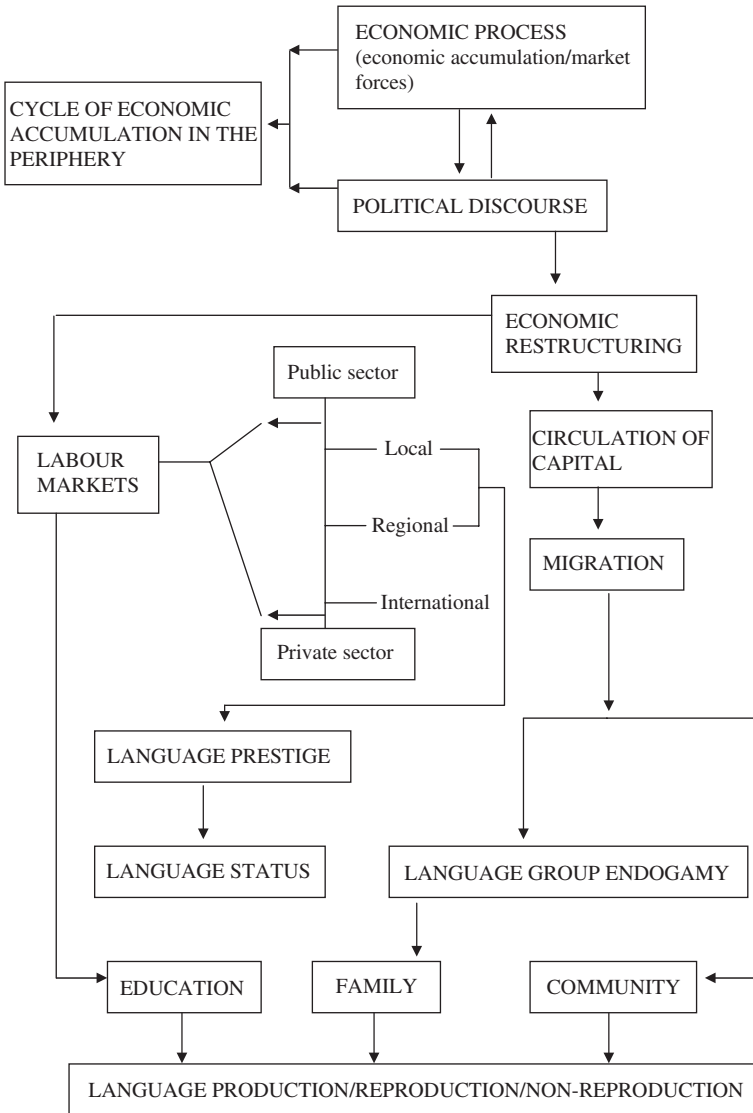 ECONOMIC PROCESS
(economic accumulation/market
forces)
CYCLE OF ECONOMIC
ACCUMULATION IN THE
PERIPHERY
POLITICAL DISCOURSE
ECONOMIC
RESTRUCTURING
Public sector
CIRCULATION OF
CAPITAL
LABOUR
MARKETS
Local
Regional
MIGRATION
International
Private sector
LANGUAGE PRESTIGE
LANGUAGE STATUS
LANGUAGE GROUP ENDOGAMY
EDUCATION
FAMILY
COMMUNITY
LANGUAGE PRODUCTION/REPRODUCTION/NON-REPRODUCTION